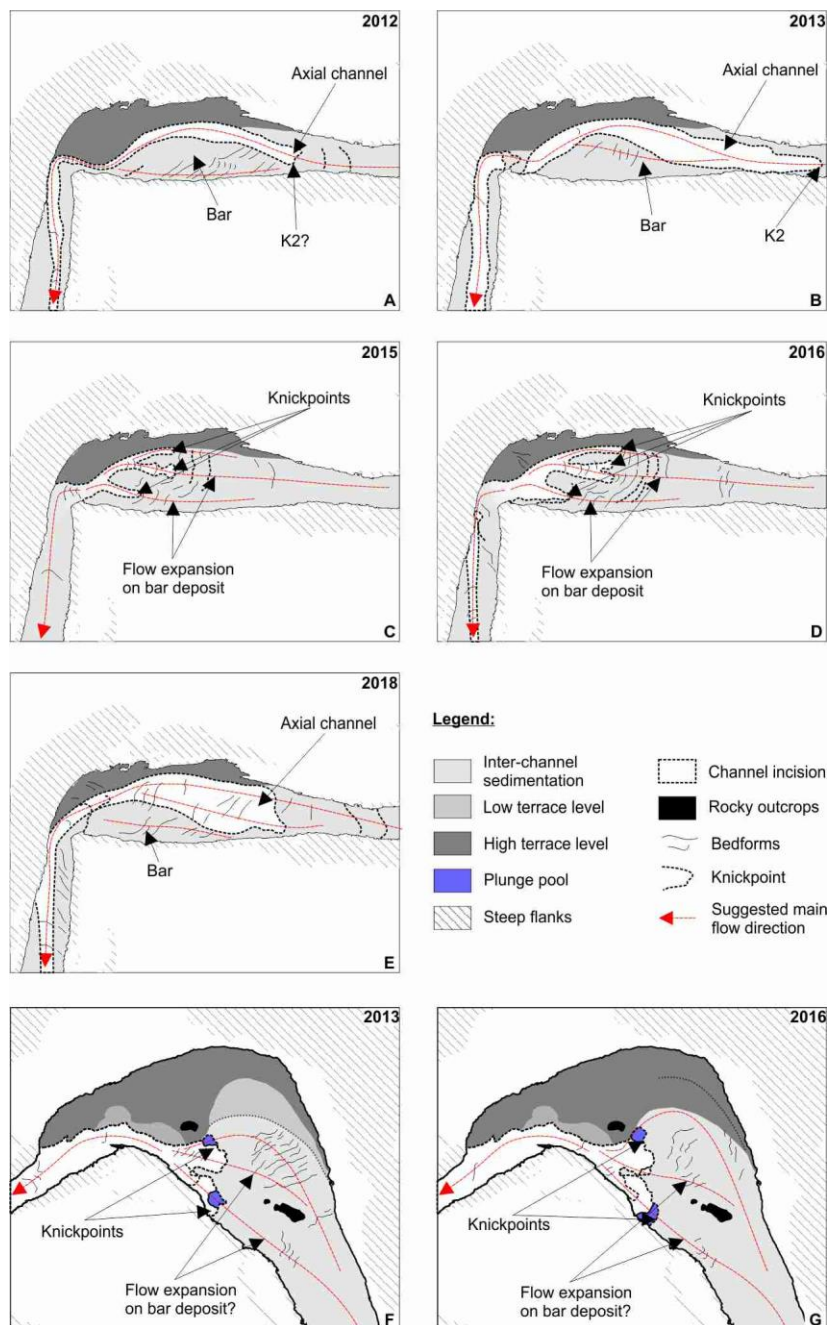 2012
Axial channel
Bar
K2?
A
2013
Axial channel
Bar
K2
B
2015
Knickpoints
Flow expansion
on bar deposit
C
2016
Knickpoints
Flow expansion
on bar deposit
D
2018
Axial channel
Bar
E
Legend:
Inter-channel
sedimentation
Low terrace level
High terrace level
Plunge pool
Steep flanks
Channel incision
Rocky outcrops
Bedforms
Knickpoint
Suggested main
flow direction
2013
Knickpoints
Flow expansion
on bar deposit?
F
2016
Knickpoints
Flow expansion
on bar deposit?
G